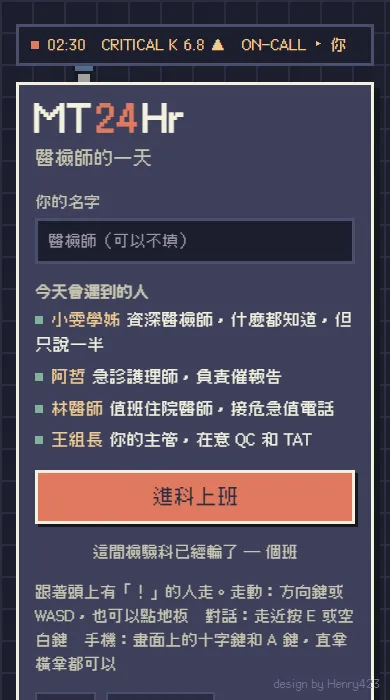 02:30 CRITICAL K 6.8 ▲ ON-CALL ‣ 你
MT24Hr
醫檢師的一天
你的名字
醫檢師（可以不填）
今天會遇到的人
小雯學姊 資深醫檢師，什麼都知道，但
只說一半
阿哲 急診護理師，負責催報告
林醫師 值班住院醫師，接危急值電話
王組長 你的主管，在意 QC 和 TAT
進科上班
這間檢驗科已經輪了 — 個班
跟著頭上有「！」的人走。走動：方向鍵或
WASD，也可以點地板　對話：走近按 E 或空
白鍵　手機：畫面上的十字鍵和 A 鍵，直拿
橫拿都可以
design by Henry423